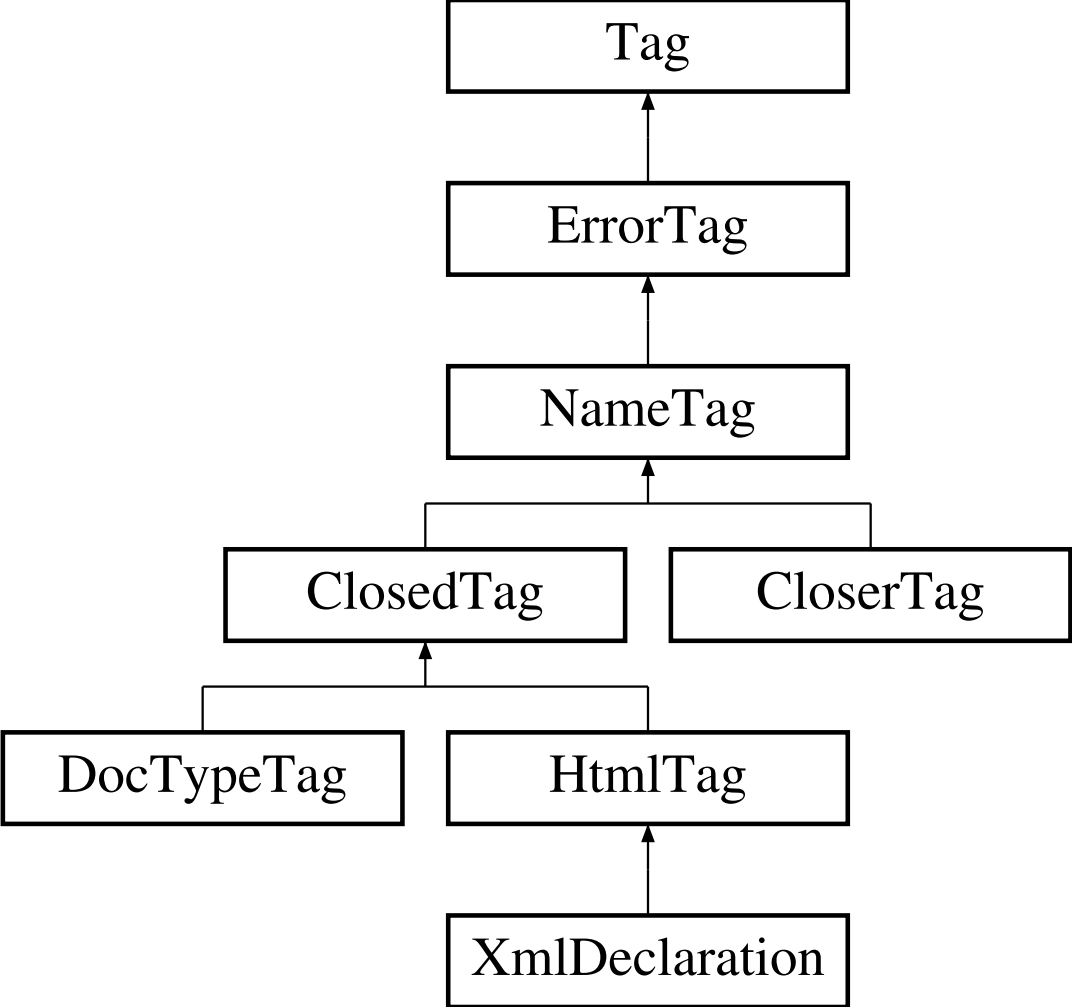 Tag
ErrorTag
NameTag
ClosedTag
CloserTag
DocTypeTag
HtmlTag
XmlDeclaration